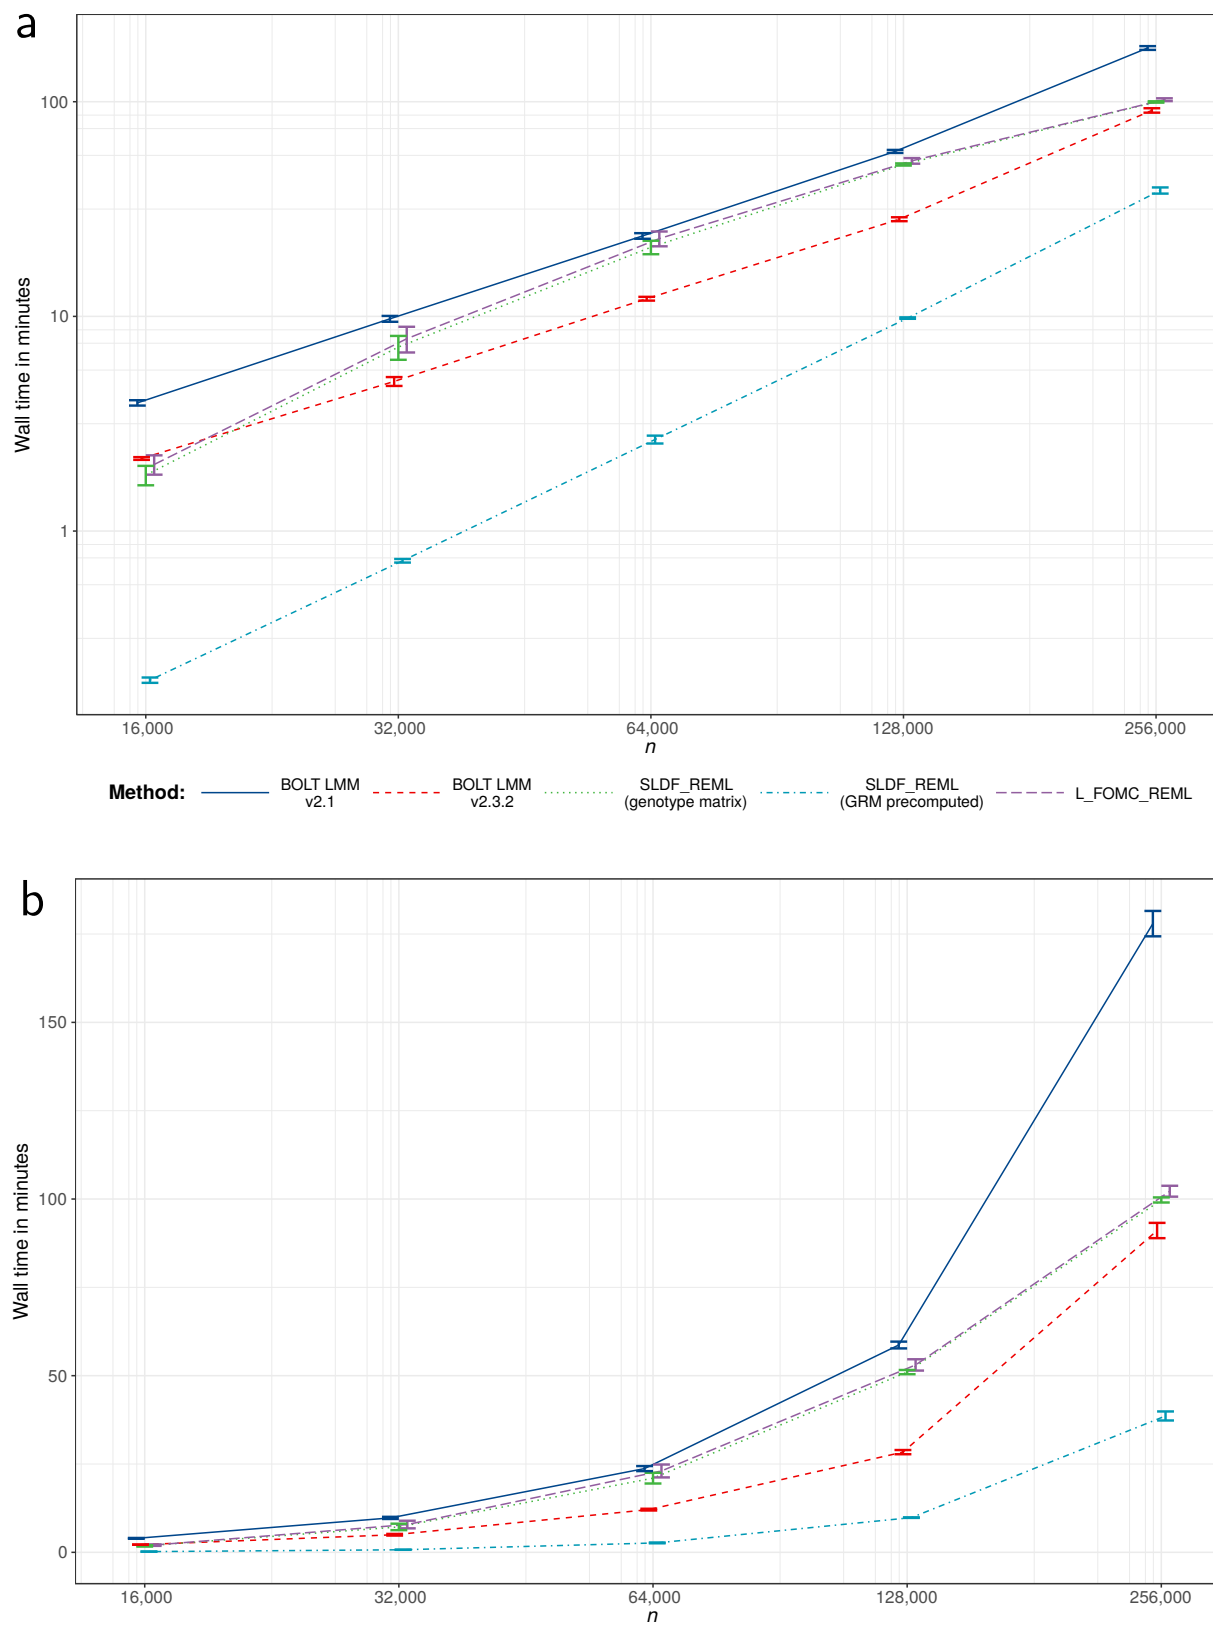 a
Wall time in minutes
100
10
1
16,000 32,000 64,000 128,000 256,000
n
Method: BOLT LMM v2.1 BOLT LMM v2.3.2 SLDF_REML (genotype matrix) SLDF_REML (GRM precomputed) L_FOMC_REML
b
Wall time in minutes
150
100
50
0
16,000 32,000 64,000 128,000 256,000
n